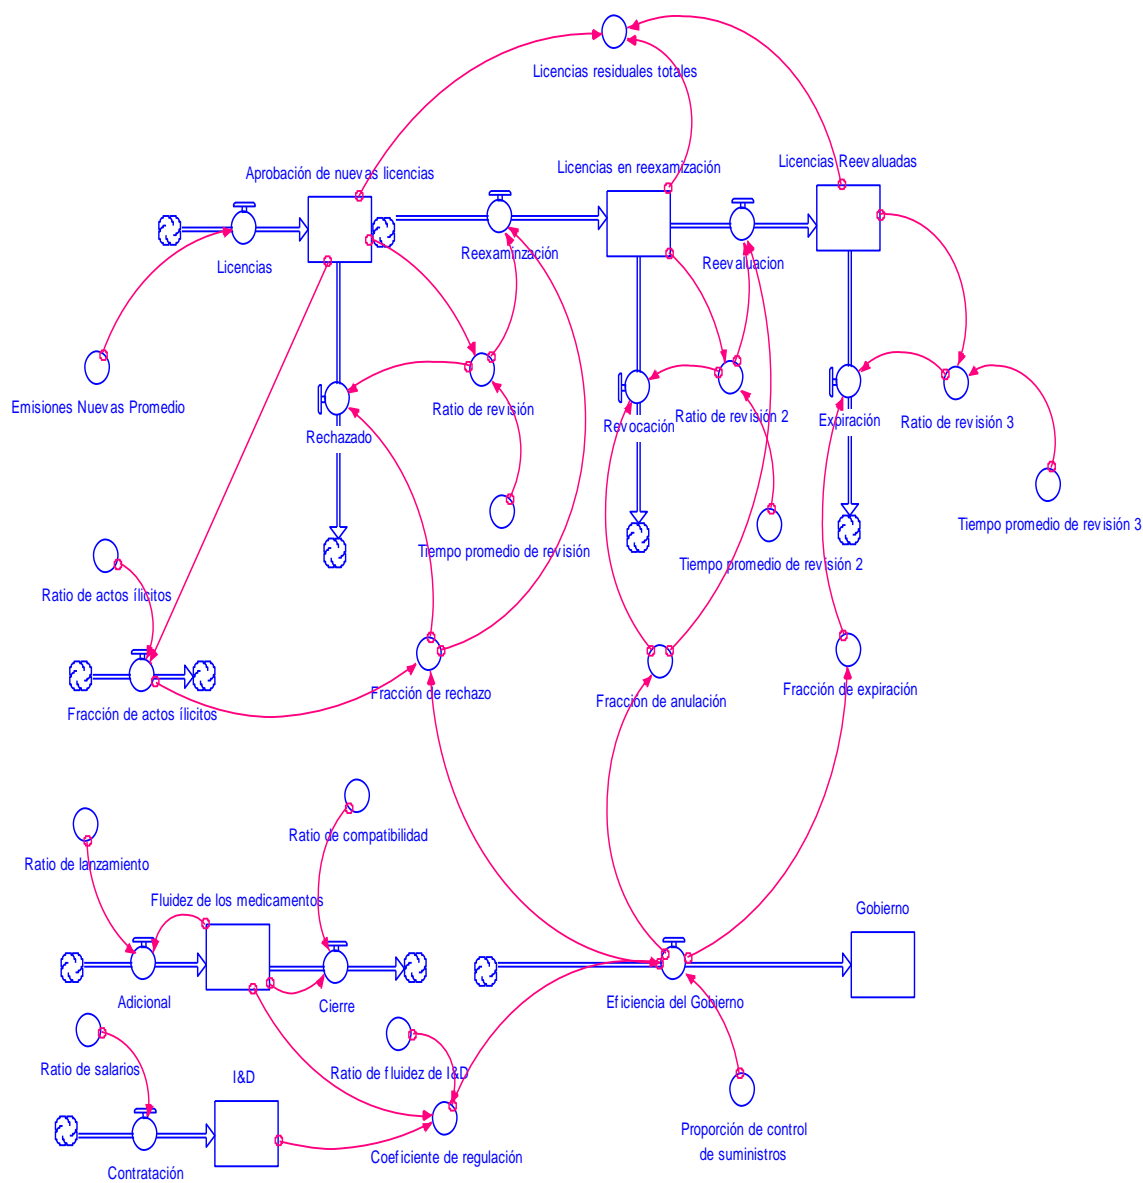 Licencias residuales totales
Aprobación de nuevas licencias
Licencias en reexamización
Licencias Reevaluadas
Licencias
Reexaminzación
Reevaluacion
Emisiones Nuevas Promedio
Rechazado
Ratio de revisión
Revocación
Ratio de revisión 2
Expiración
Ratio de revisión 3
Tiempo promedio de revisión
Tiempo promedio de revisión 2
Tiempo promedio de revisión 3
Ratio de actos ílicitos
Fracción de actos ílicitos
Fracción de rechazo
Fracción de anulación
Fracción de expiración
Ratio de lanzamiento
Ratio de compatibilidad
Fluidez de los medicamentos
Gobierno
Adicional
Cierre
Eficiencia del Gobierno
Ratio de salarios
I&D
Ratio de fluidez de I&D
Contratación
Coeficiente de regulación
Proporción de control
de suministros